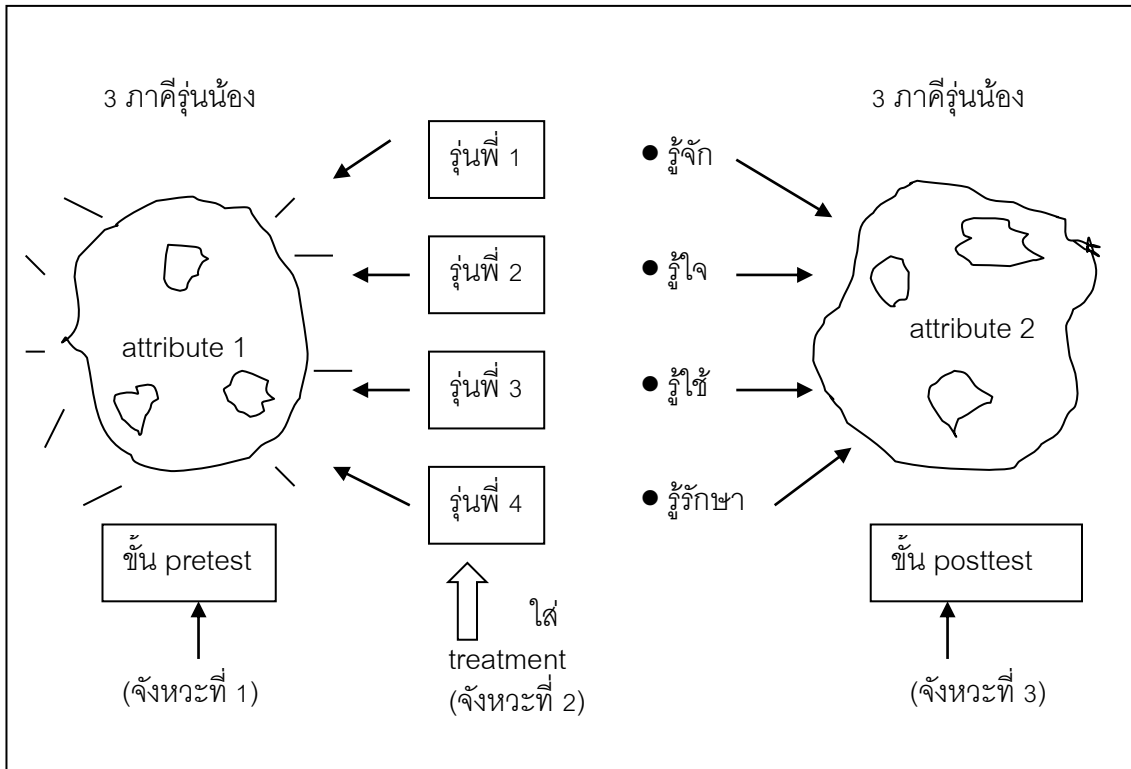 3 ภาคีรุ่นน้อง
attribute 1
ขั้น pretest
(จังหวะที่ 1)
รุ่นพี่ 1
รุ่นพี่ 2
รุ่นพี่ 3
รุ่นพี่ 4
ใส่
treatment
(จังหวะที่ 2)
● รู้จัก
● รู้ใจ
● รู้ใช้
● รู้รักษา
3 ภาคีรุ่นน้อง
attribute 2
ขั้น posttest
(จังหวะที่ 3)